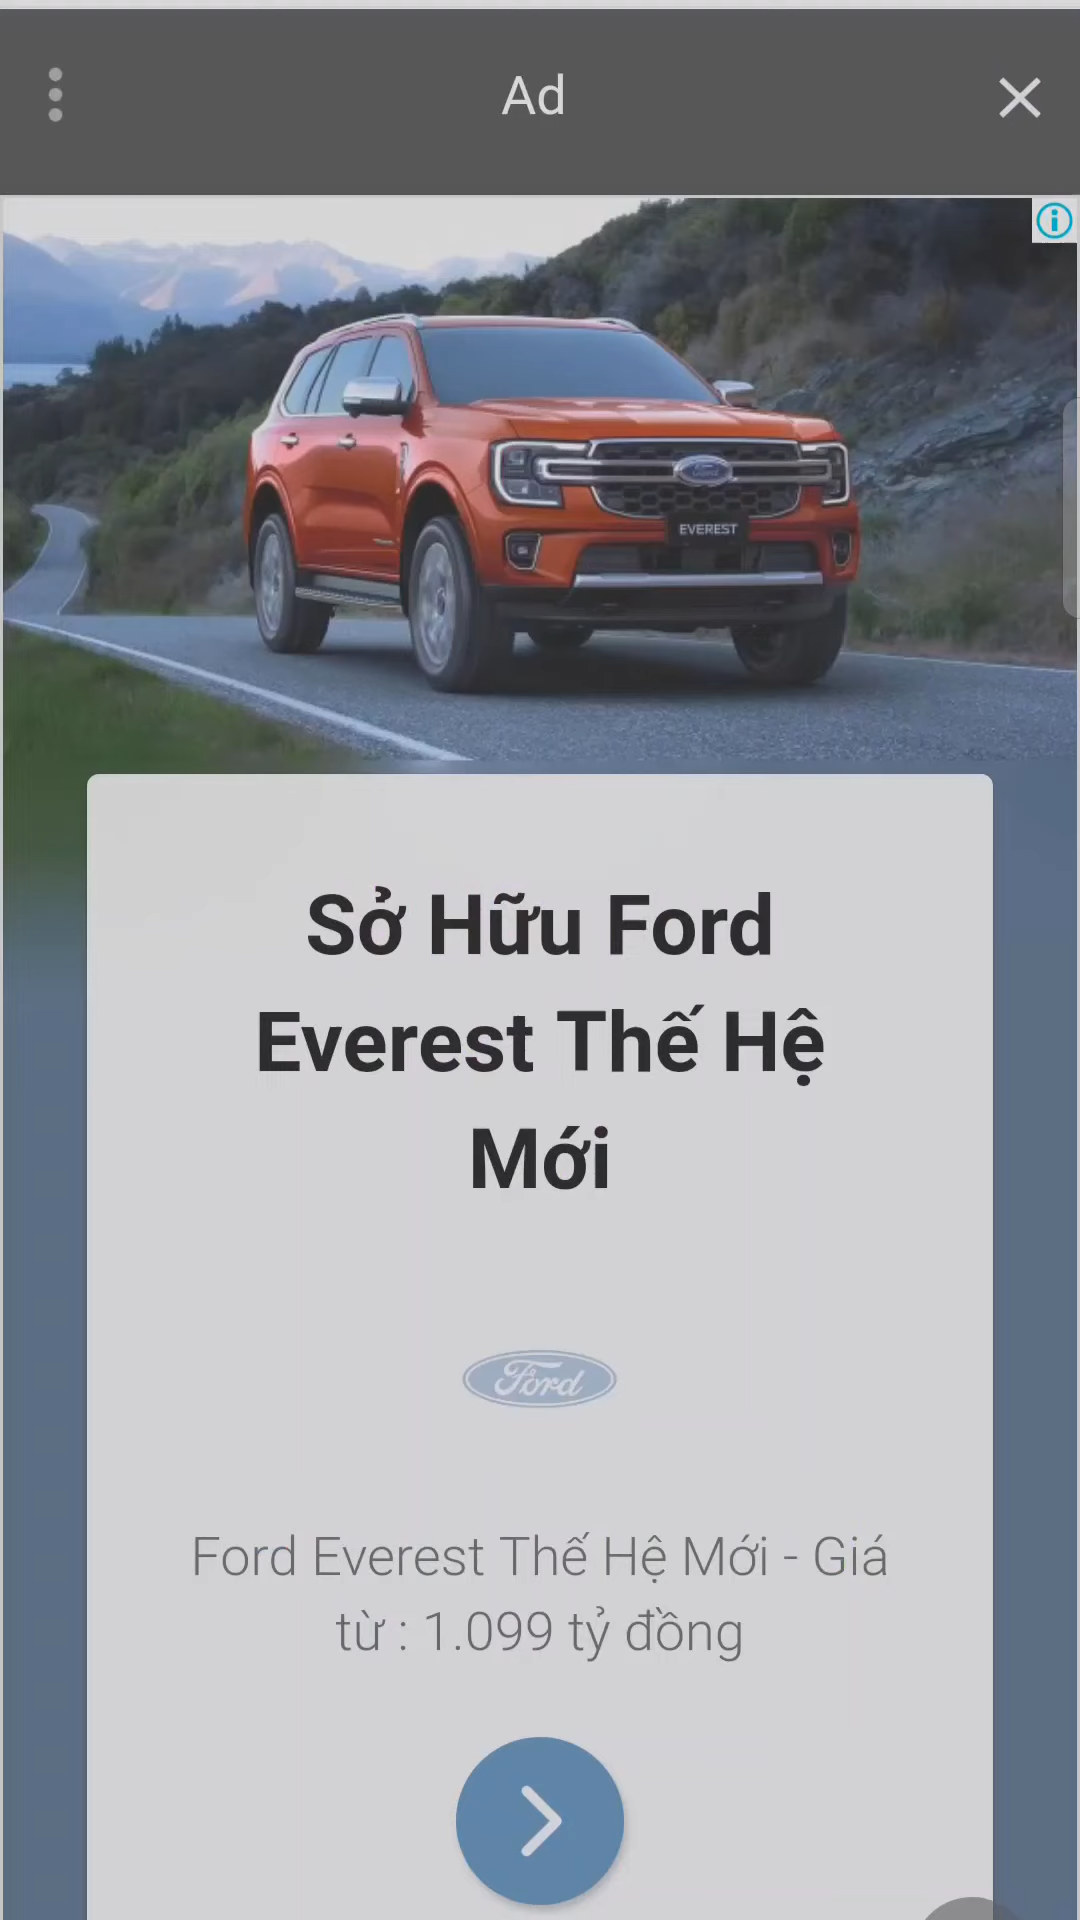 Ad
EVEREST
Sở Hữu Ford
Everest Thế Hệ
Mới
Ford
Ford Everest Thế Hệ Mới - Giá
từ : 1.099 tỷ đồng